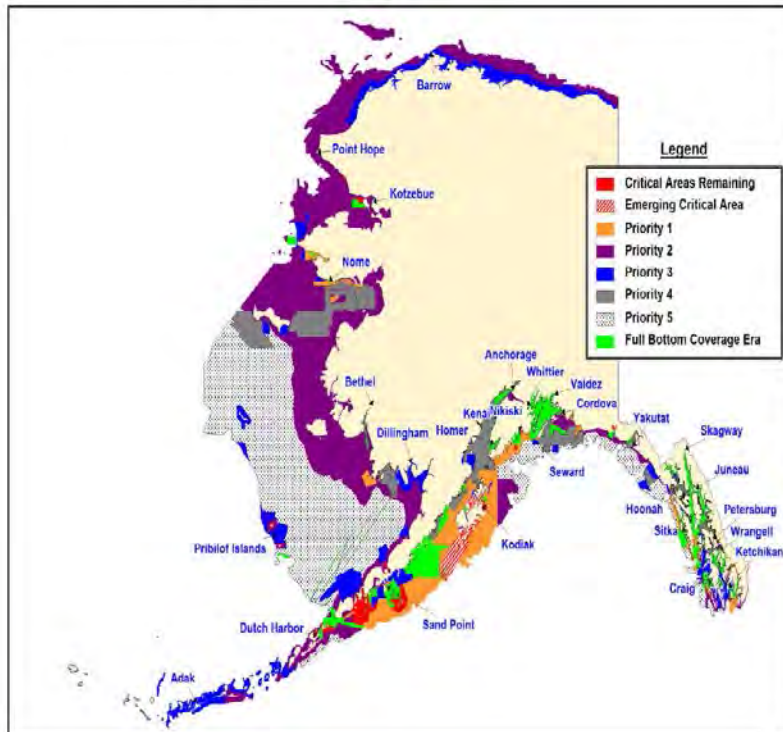 Barrow
Point Hope
Kotzebue
Nome
Legend
Critical Areas Remaining
Emerging Critical Area
Priority 1
Priority 2
Priority 3
Priority 4
Priority 5
Full Bottom Coverage Era
Anchorage
Whittier
Valdez
Cordova
Bethel
Dillingham
Homer
Kenai
Nikiski
Yakutat
Skagway
Juneau
Seward
Hoonah
Petersburg
Sitka
Wrangell
Ketchikan
Kodiak
Craig
Pribilof Islands
Dutch Harbor
Sand Point
Adak